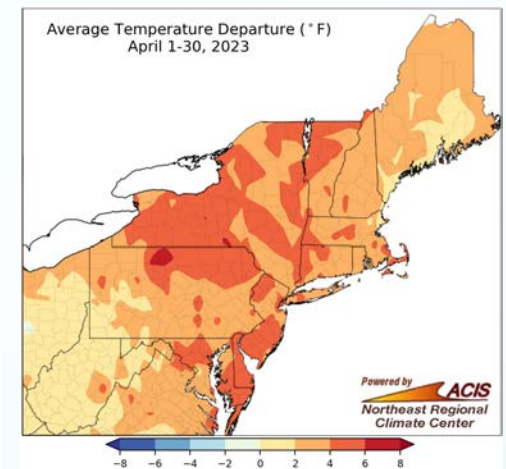 Average Temperature Departure (°F)
April 1-30, 2023
Powered by
ACIS
Northeast Regional
Climate Center
−8 −6 −4 −2 0 2 4 6 8